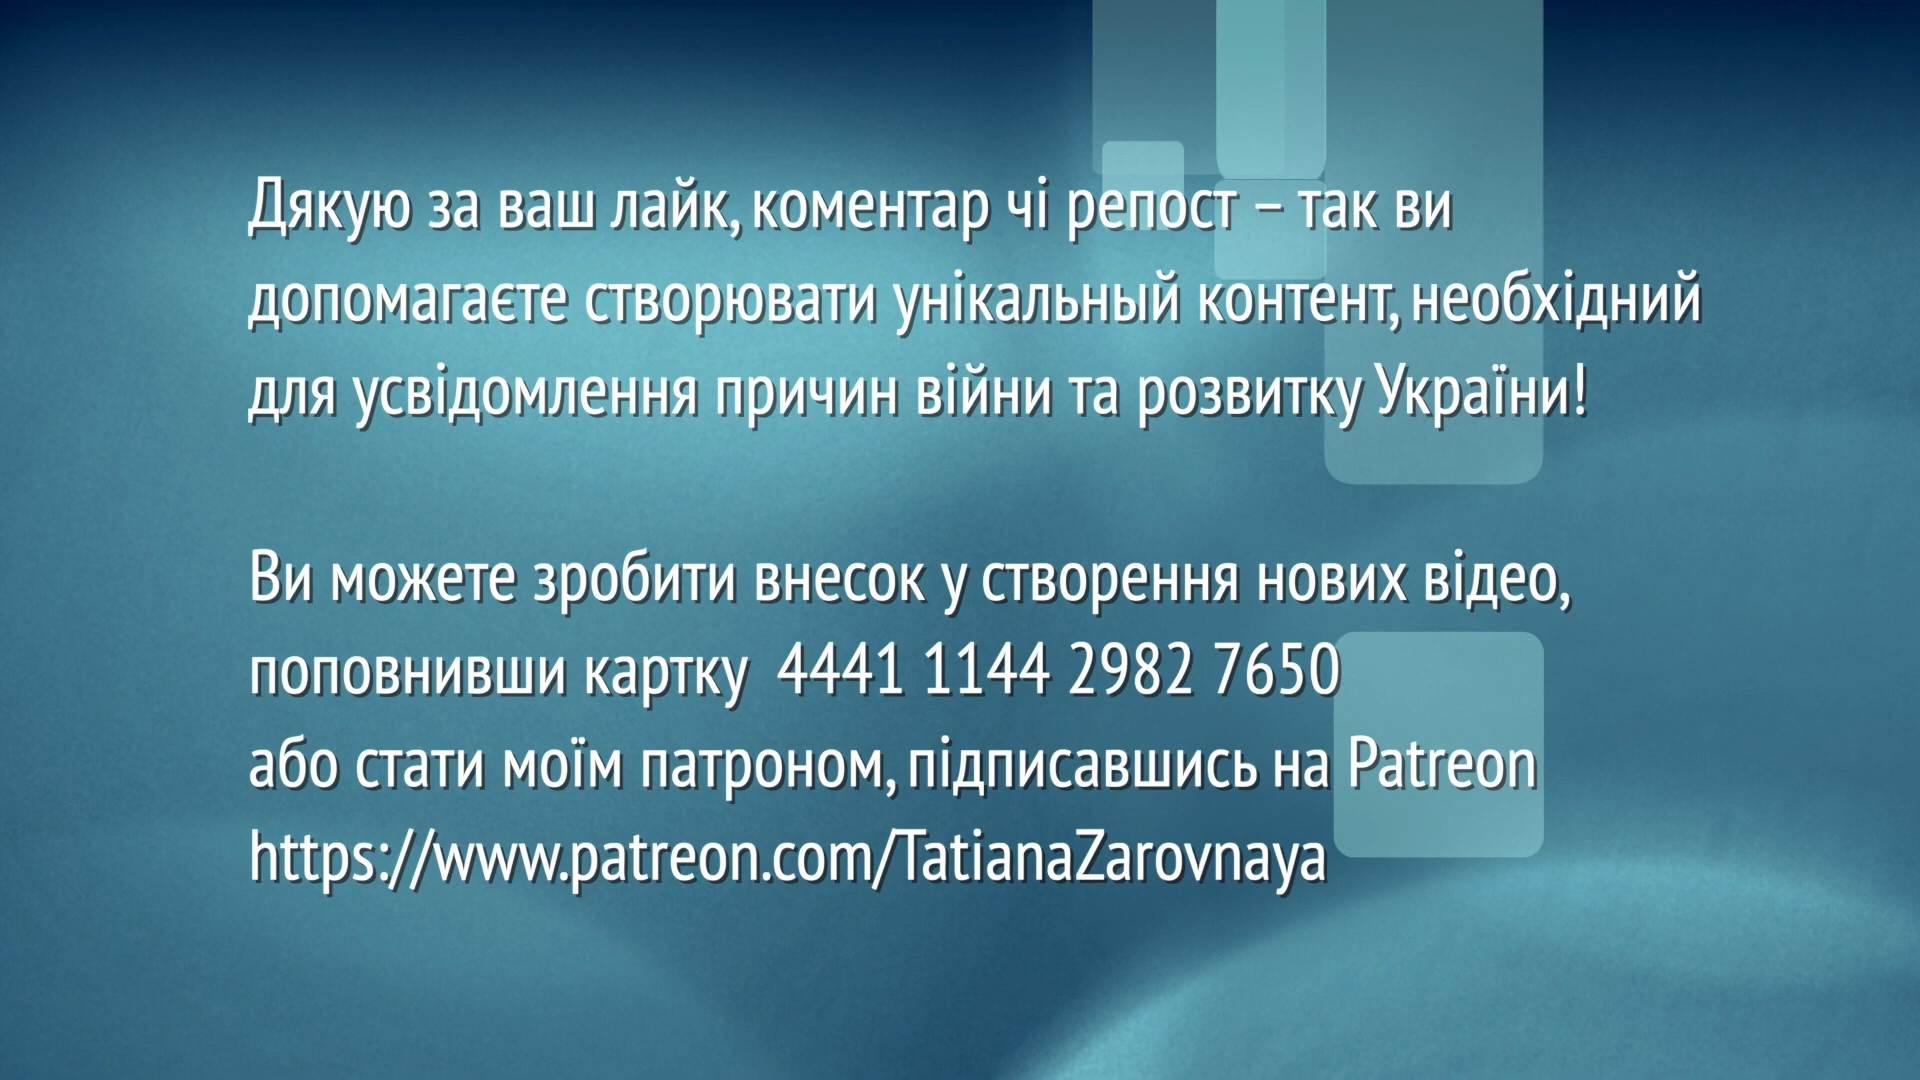 Дякую за ваш лайк, коментар чі репост – так ви
допомагаєте створювати унікальный контент, необхідний
для усвідомлення причин війни та розвитку України!
Ви можете зробити внесок у створення нових відео,
поповнивши картку 4441 1144 2982 7650
або стати моїм патроном, підписавшись на Patreon
https://www.patreon.com/TatianaZarovnaya